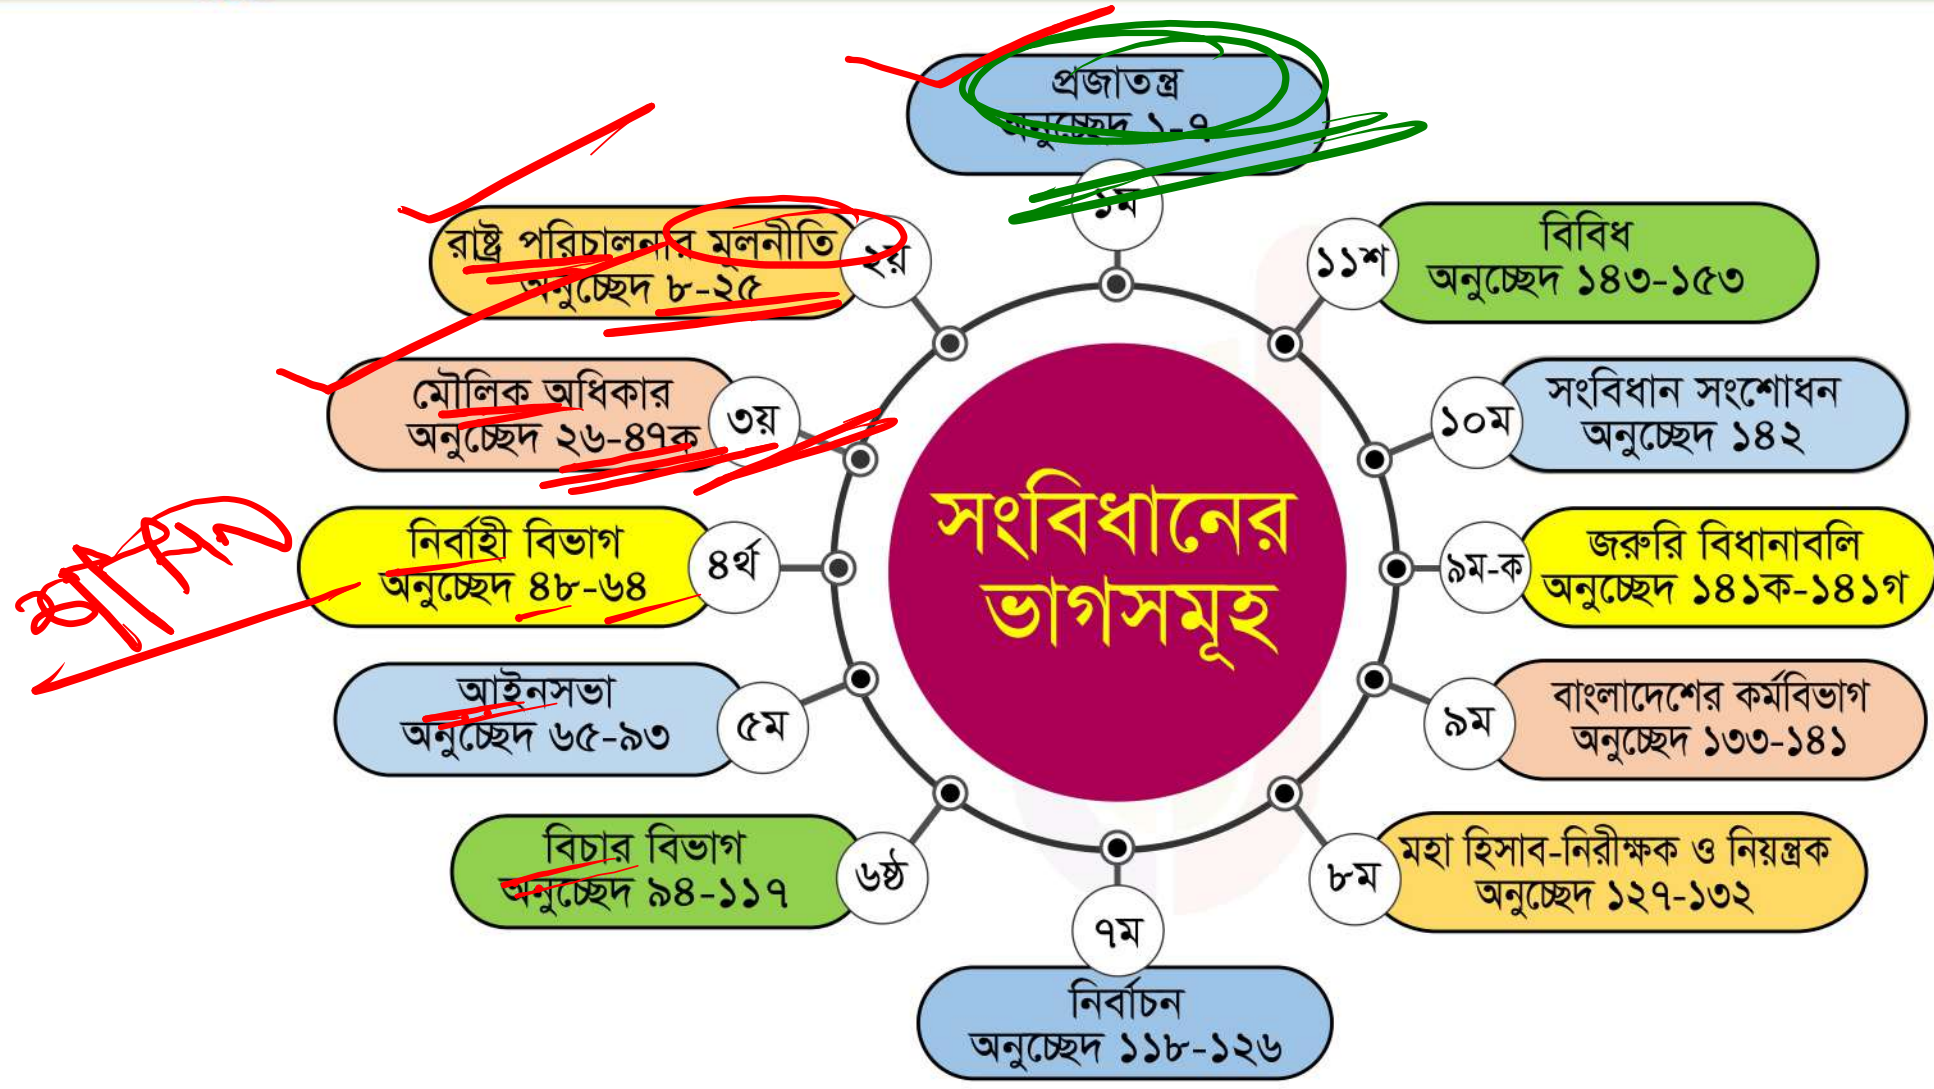 প্রজাতন্ত্র
অনুচ্ছেদ ১-৭
১ম
রাষ্ট্র পরিচালনার মূলনীতি
অনুচ্ছেদ ৮-২৫
২য়
মৌলিক অধিকার
অনুচ্ছেদ ২৬-৪৭ক
৩য়
শাসন
নির্বাহী বিভাগ
অনুচ্ছেদ ৪৮-৬৪
৪র্থ
আইনসভা
অনুচ্ছেদ ৬৫-৯৩
৫ম
বিচার বিভাগ
অনুচ্ছেদ ৯৪-১১৭
৬ষ্ঠ
৭ম
নির্বাচন
অনুচ্ছেদ ১১৮-১২৬
৮ম
মহা হিসাব-নিরীক্ষক ও নিয়ন্ত্রক
অনুচ্ছেদ ১২৭-১৩২
৯ম
বাংলাদেশের কর্মবিভাগ
অনুচ্ছেদ ১৩৩-১৪১
৯ম-ক
জরুরি বিধানাবলি
অনুচ্ছেদ ১৪১ক-১৪১গ
১০ম
সংবিধান সংশোধন
অনুচ্ছেদ ১৪২
১১শ
বিবিধ
অনুচ্ছেদ ১৪৩-১৫৩
সংবিধানের
ভাগসমূহ